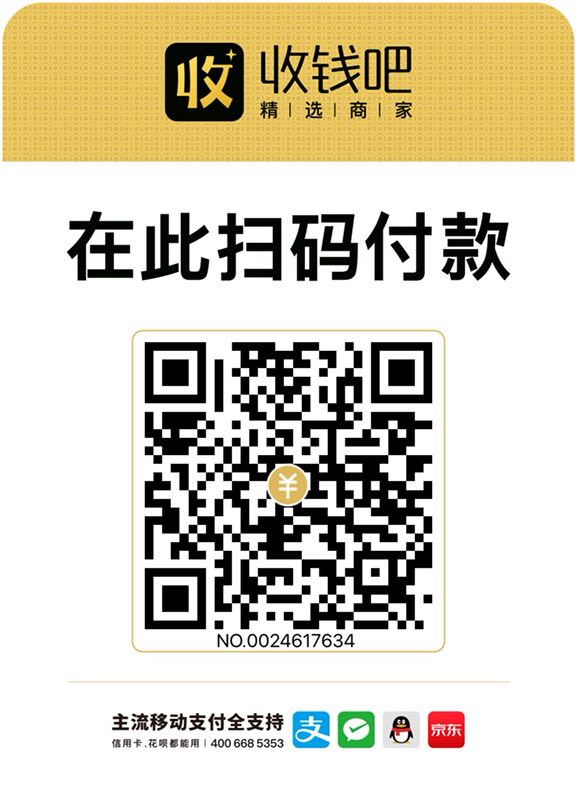 收 收钱吧
精 | 选 | 商 | 家
在此扫码付款
¥
NO.0024617634
主流移动支付全支持 支 京东
信用卡、花呗都能用 | 400 668 5353